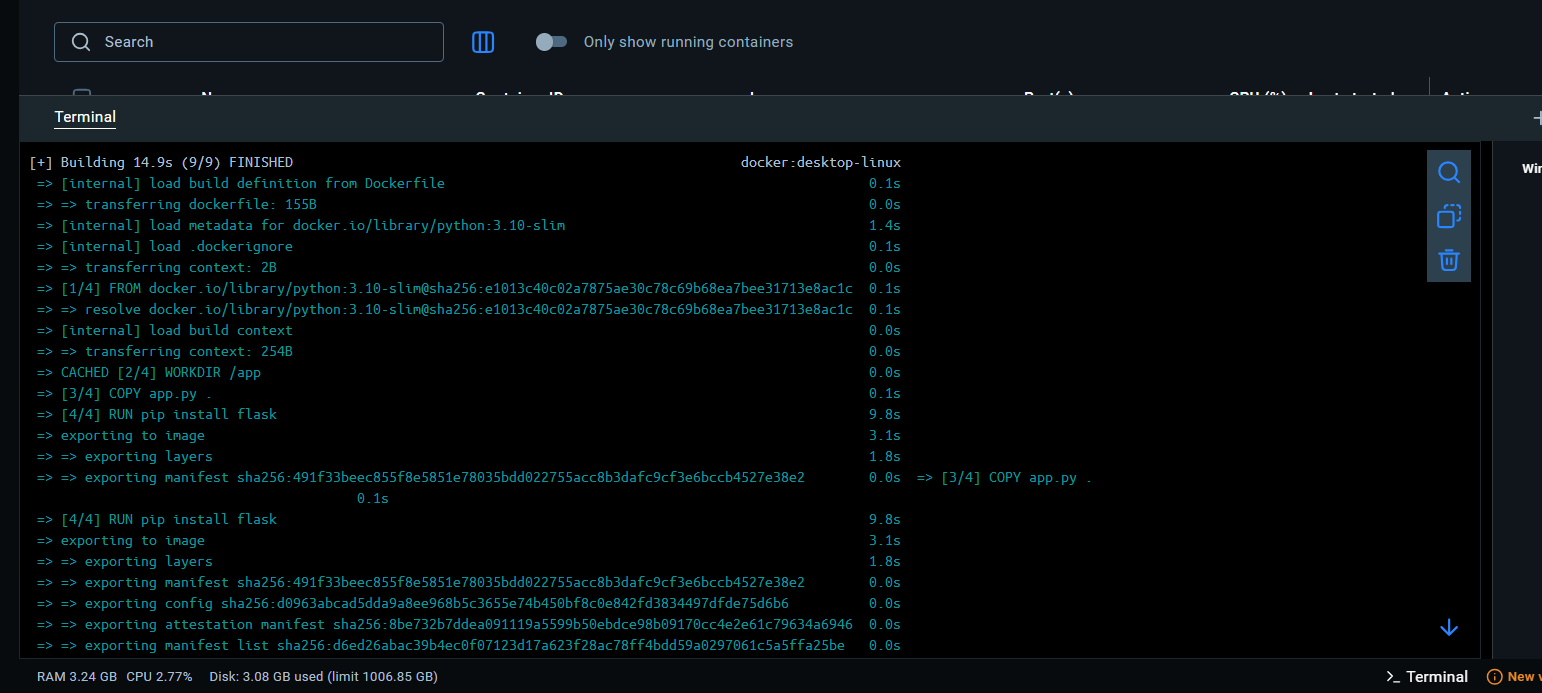 Search
Only show running containers
Terminal
[+] Building 14.9s (9/9) FINISHED docker:desktop-linux
=> [internal] load build definition from Dockerfile 0.1s
=> => transferring dockerfile: 155B 0.0s
=> [internal] load metadata for docker.io/library/python:3.10-slim 1.4s
=> [internal] load .dockerignore 0.1s
=> => transferring context: 2B 0.0s
=> [1/4] FROM docker.io/library/python:3.10-slim@sha256:e1013c40c02a7875ae30c78c69b68ea7bee31713e8ac1c 0.1s
=> => resolve docker.io/library/python:3.10-slim@sha256:e1013c40c02a7875ae30c78c69b68ea7bee31713e8ac1c 0.1s
=> [internal] load build context 0.0s
=> => transferring context: 254B 0.0s
=> CACHED [2/4] WORKDIR /app 0.0s
=> [3/4] COPY app.py . 0.1s
=> [4/4] RUN pip install flask 9.8s
=> exporting to image 3.1s
=> => exporting layers 1.8s
=> => exporting manifest sha256:491f33beec855f8e5851e78035bdd022755acc8b3dafc9cf3e6bccb4527e38e2 0.0s => [3/4] COPY app.py .
0.1s
=> [4/4] RUN pip install flask 9.8s
=> exporting to image 3.1s
=> => exporting layers 1.8s
=> => exporting manifest sha256:491f33beec855f8e5851e78035bdd022755acc8b3dafc9cf3e6bccb4527e38e2 0.0s
=> => exporting config sha256:d0963abcad5dda9a8ee968b5c3655e74b450bf8c0e842fd3834497dfde75d6b6 0.0s
=> => exporting attestation manifest sha256:8be732b7ddea091119a5599b50ebdce98b09170cc4e2e61c79634a6946 0.0s
=> => exporting manifest list sha256:d6ed26abac39b4ec0f07123d17a623f28ac78ff4bdd59a0297061c5a5ffa25be 0.0s
RAM 3.24 GB CPU 2.77% Disk: 3.08 GB used (limit 1006.85 GB)
>_ Terminal
New